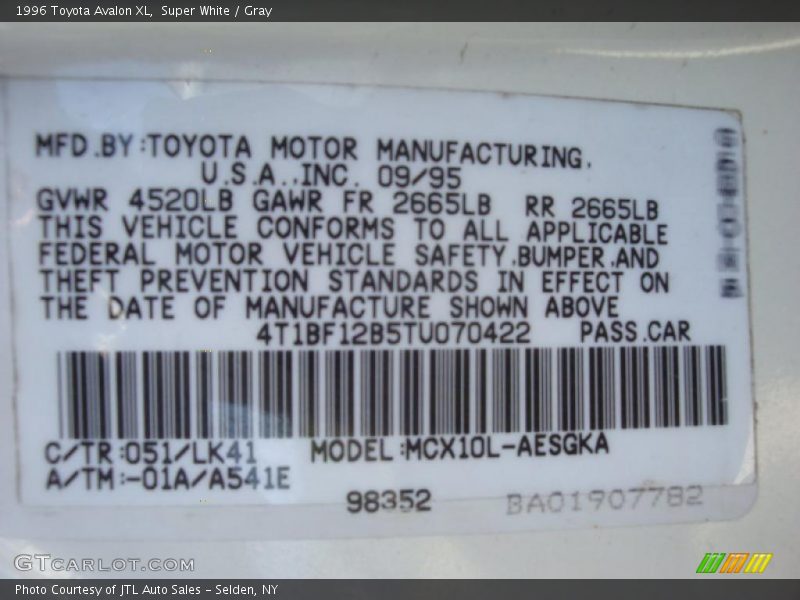 1996 Toyota Avalon XL, Super White / Gray
MFD.BY:TOYOTA MOTOR MANUFACTURING.
U.S.A.,INC. 09/95
GVWR 4520LB GAWR FR 2665LB RR 2665LB
THIS VEHICLE CONFORMS TO ALL APPLICABLE
FEDERAL MOTOR VEHICLE SAFETY.BUMPER.AND
THEFT PREVENTION STANDARDS IN EFFECT ON
THE DATE OF MANUFACTURE SHOWN ABOVE
4T1BF12B5TU070422 PASS.CAR
C/TR:051/LK41 MODEL:MCX10L-AESGKA
A/TM:-01A/A541E
98352 BA01907782
GTCARLOT.COM
Photo Courtesy of JTL Auto Sales - Selden, NY